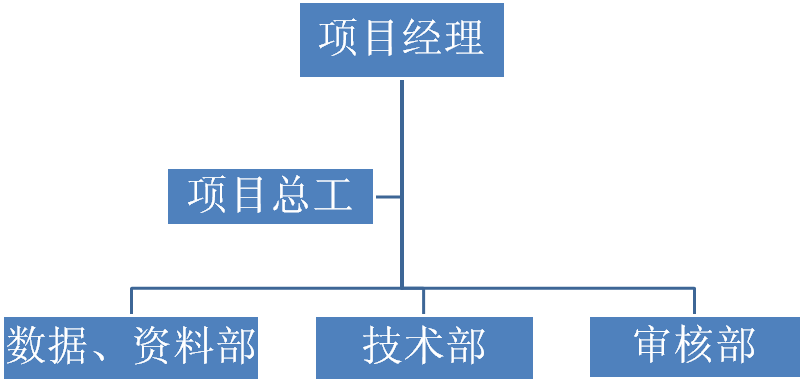 项目经理
项目总工
数据、资料部
技术部
审核部